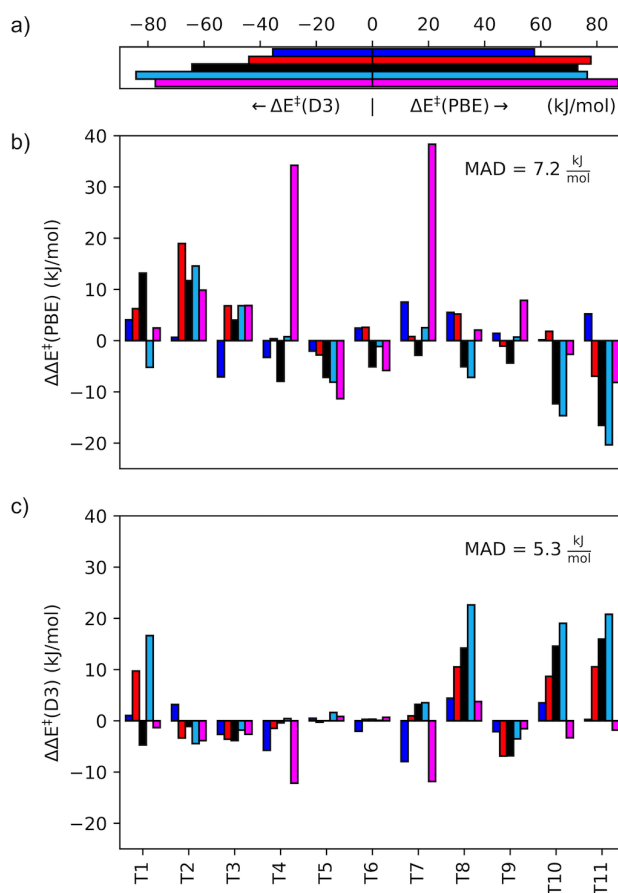 a)
−80 −60 −40 −20 0 20 40 60 80
← ΔE‡(D3) | ΔE‡(PBE) → (kJ/mol)
b)
40
30
20
10
0
−10
−20
ΔΔE‡(PBE) (kJ/mol)
MAD = 7.2 kJ/mol
c)
40
30
20
10
0
−10
−20
ΔΔE‡(D3) (kJ/mol)
MAD = 5.3 kJ/mol
T1 T2 T3 T4 T5 T6 T7 T8 T9 T10 T11